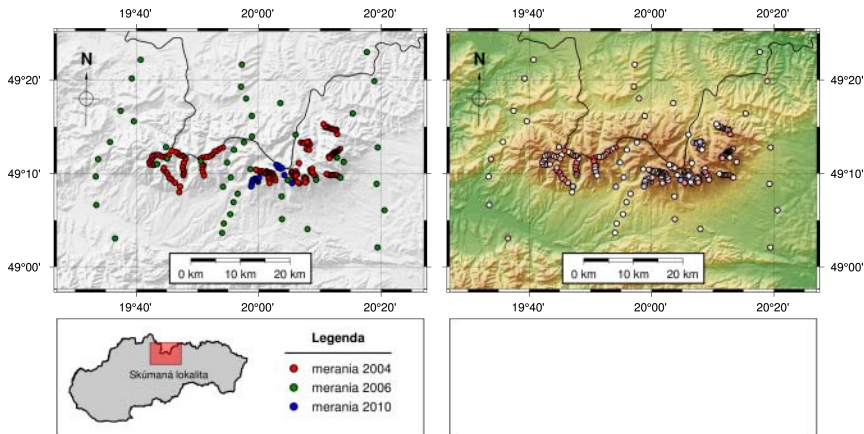 19°40' 20°00' 20°20' 19°40' 20°00' 20°20'
N N
49°20' 49°20'
49°10' 49°10'
0 km 10 km 20 km 0 km 10 km 20 km
49°00' 49°00'
19°40' 20°00' 20°20' 19°40' 20°00' 20°20'
Legenda
merania 2004
Skúmaná lokalita
merania 2006
merania 2010